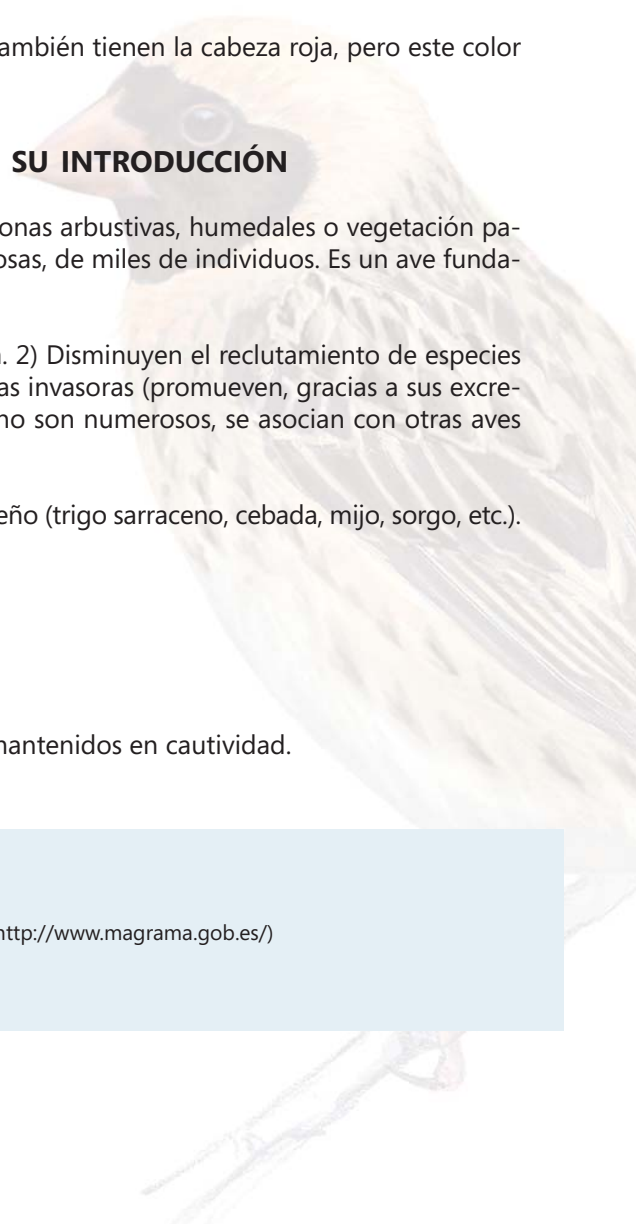 ambién tienen la cabeza roja, pero este color
SU INTRODUCCIÓN
onas arbustivas, humedales o vegetación pa-
osas, de miles de individuos. Es un ave funda-
. 2) Disminuyen el reclutamiento de especies
as invasoras (promueven, gracias a sus excre-
no son numerosos, se asocian con otras aves
eño (trigo sarraceno, cebada, mijo, sorgo, etc.).
mantenidos en cautividad.
http://www.magrama.gob.es/)